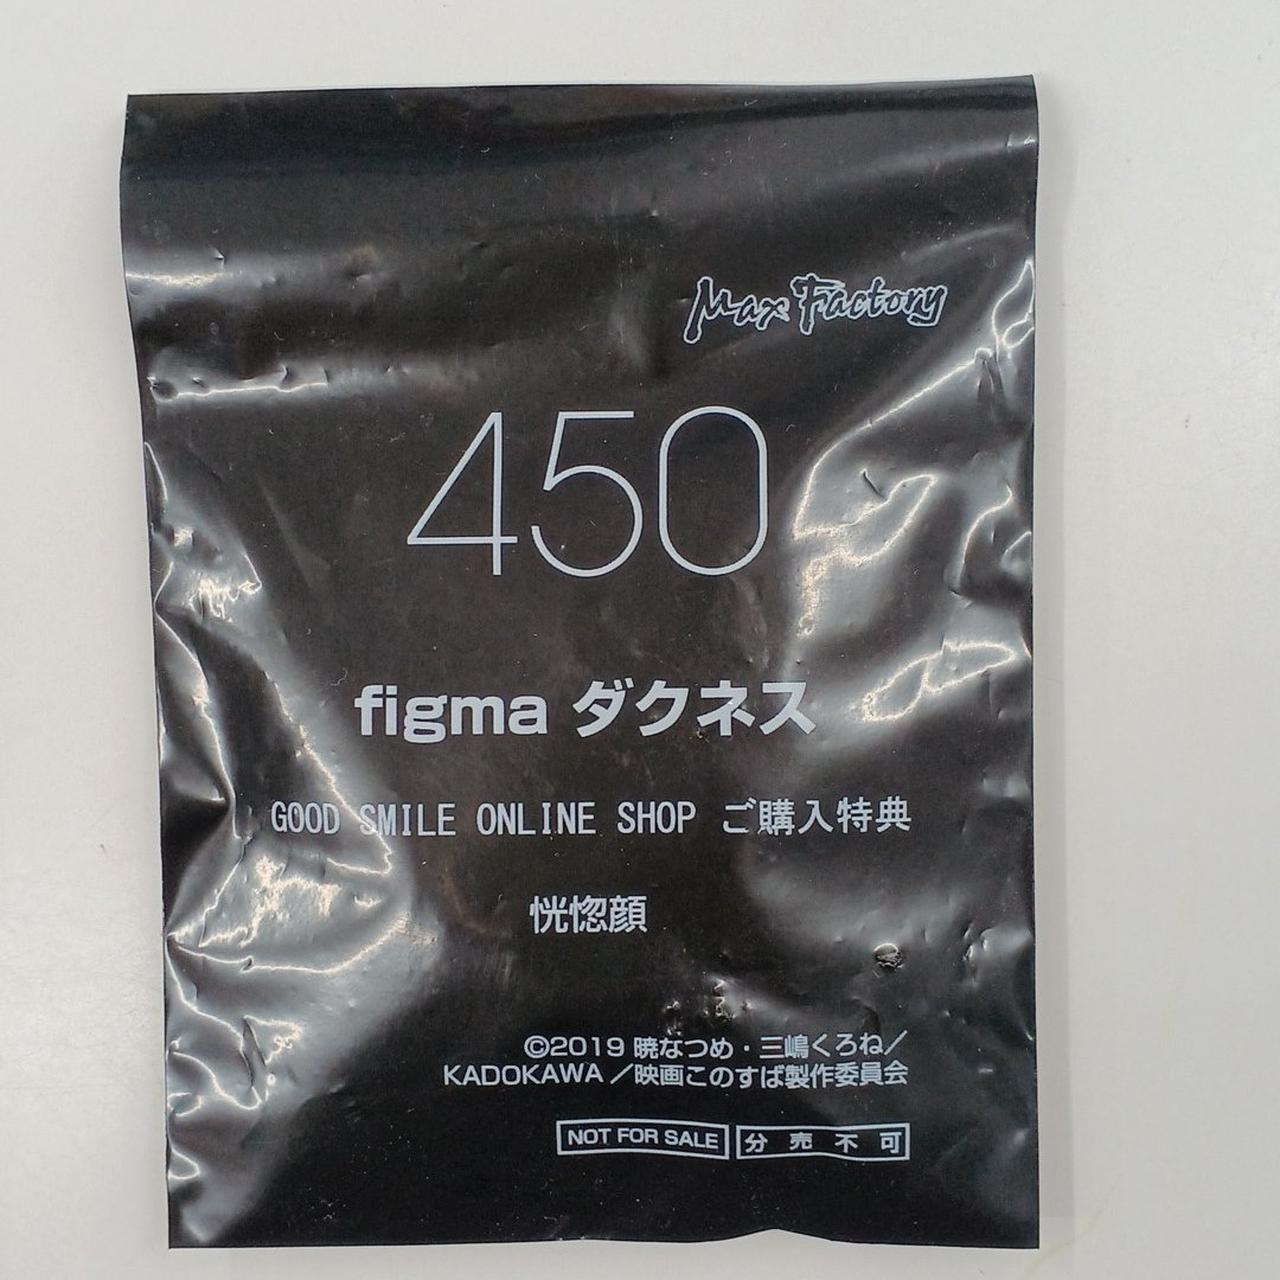 Max Factory
450
figma ダクネス
GOOD SMILE ONLINE SHOP ご購入特典
恍惚顔
©2019 暁なつめ・三嶋くろね／
KADOKAWA／映画このすば製作委員会
NOT FOR SALE 分売不可